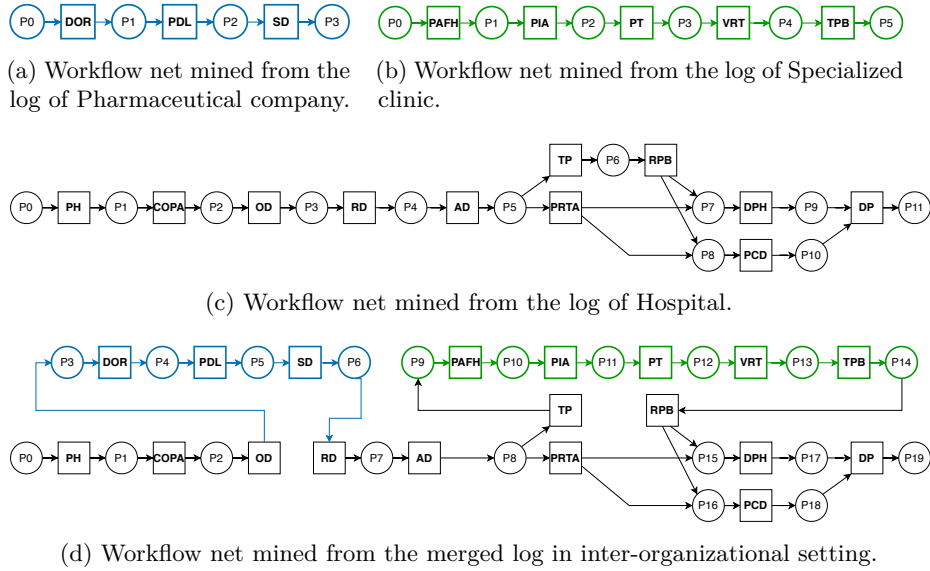 P0 DOR P1 PDL P2 SD P3
P0 PAFH P1 PIA P2 PT P3 VRT P4 TPB P5
(a) Workflow net mined from the
log of Pharmaceutical company.
(b) Workflow net mined from the log of Specialized
clinic.
TP P6 RPB
P0 PH P1 COPA P2 OD P3 RD P4 AD P5 PRTA P7 DPH P9 DP P11
P8 PCD P10
(c) Workflow net mined from the log of Hospital.
P3 DOR P4 PDL P5 SD P6
P9 PAFH P10 PIA P11 PT P12 VRT P13 TPB P14
TP RPB
P0 PH P1 COPA P2 OD RD P7 AD P8 PRTA P15 DPH P17 DP P19
P16 PCD P18
(d) Workflow net mined from the merged log in inter-organizational setting.